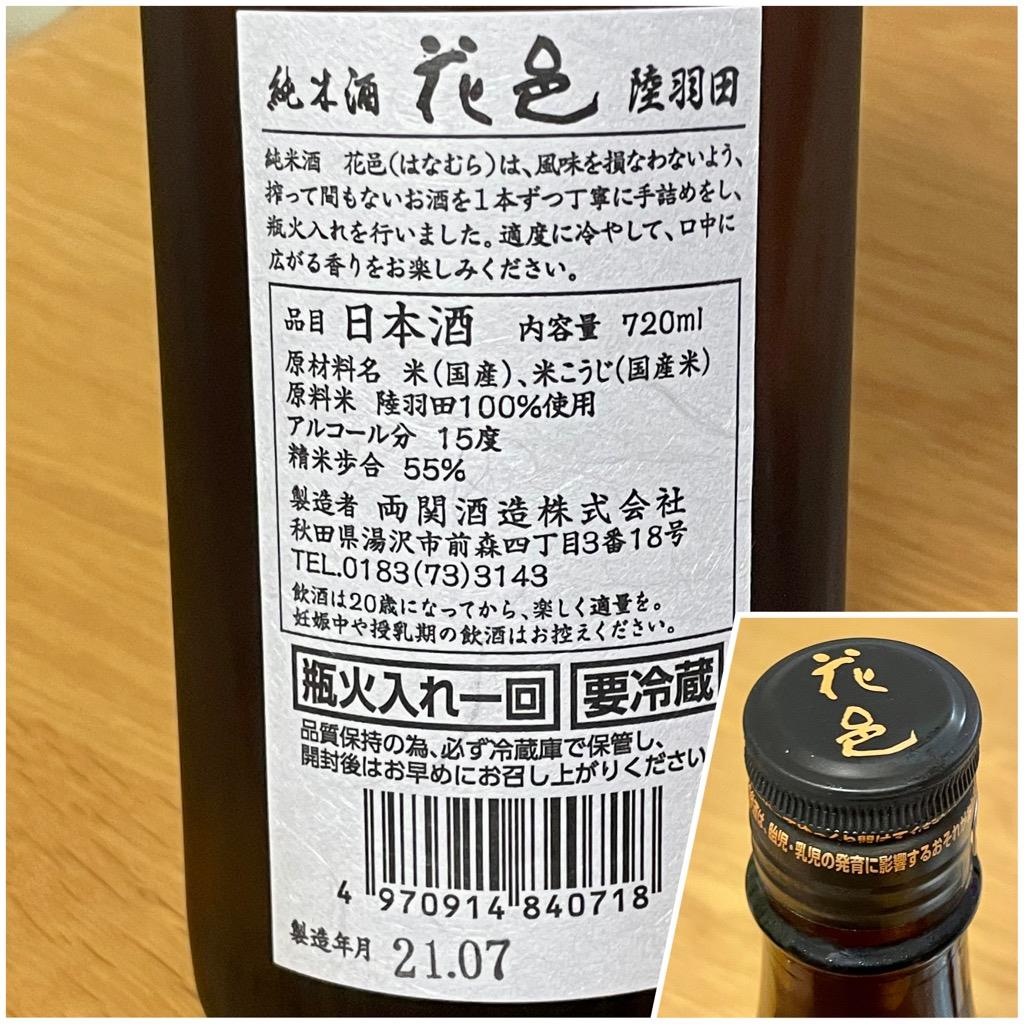 純米酒 花邑 陸羽田
純米酒 花邑(はなむら)は、風味を損なわないよう、
搾って間もないお酒を1本ずつ丁寧に手詰めをし、
瓶火入れを行いました。適度に冷やして、口中に
広がる香りをお楽しみください。
品目 日本酒 内容量 720ml
原材料名 米(国産)、米こうじ(国産米)
原料米 陸羽田100%使用
アルコール分 15度
精米歩合 55%
製造者 両関酒造株式会社
秋田県湯沢市前森四丁目3番18号
TEL.0183(73)3143
飲酒は20歳になってから、楽しく適量を。
妊娠中や授乳期の飲酒はお控えください。
瓶火入れ一回 要冷蔵
品質保持の為、必ず冷蔵庫で保管し、
開封後はお早めにお召し上がりください
4 970914 840718
製造年月 21.07
花
邑
胎児・乳児の発育に影響するおそれが